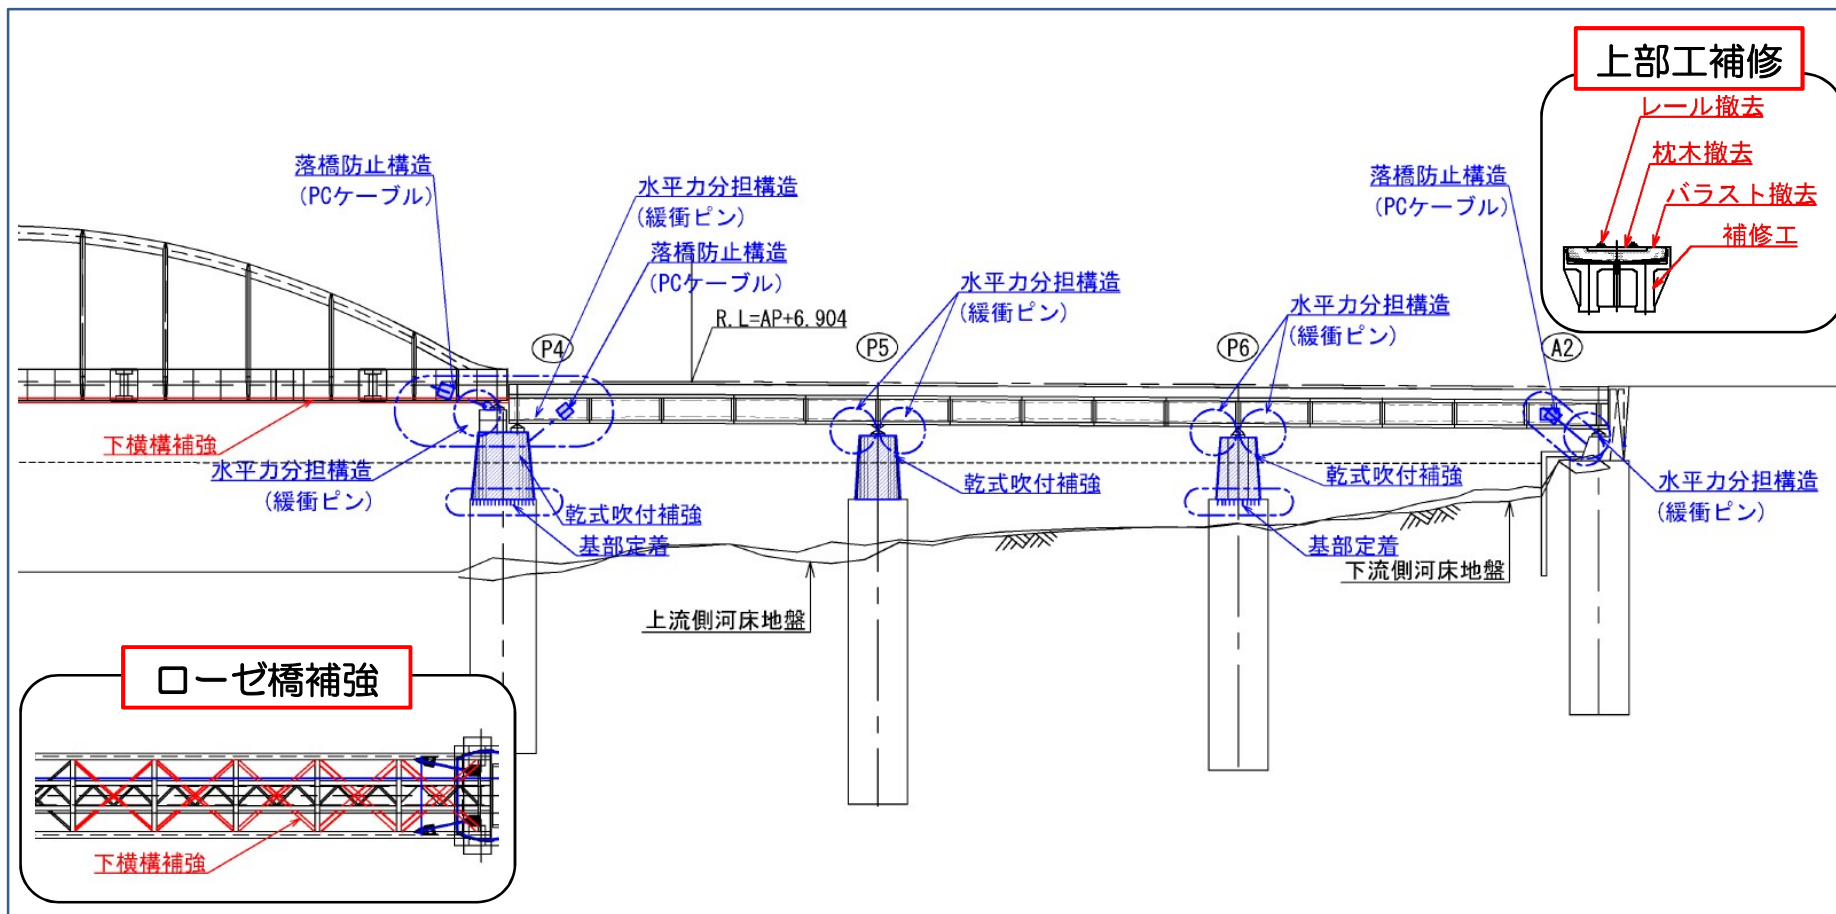 上部工補修
レール撤去
枕木撤去
バラスト撤去
補修工
落橋防止構造
(PCケーブル)
水平力分担構造
(緩衝ピン)
落橋防止構造
(PCケーブル)
落橋防止構造
(PCケーブル)
水平力分担構造
(緩衝ピン)
水平力分担構造
(緩衝ピン)
R.L=AP+6.904
P4
P5
P6
A2
下横構補強
水平力分担構造
(緩衝ピン)
乾式吹付補強
基部定着
乾式吹付補強
乾式吹付補強
基部定着
水平力分担構造
(緩衝ピン)
下流側河床地盤
上流側河床地盤
ローゼ橋補強
下横構補強